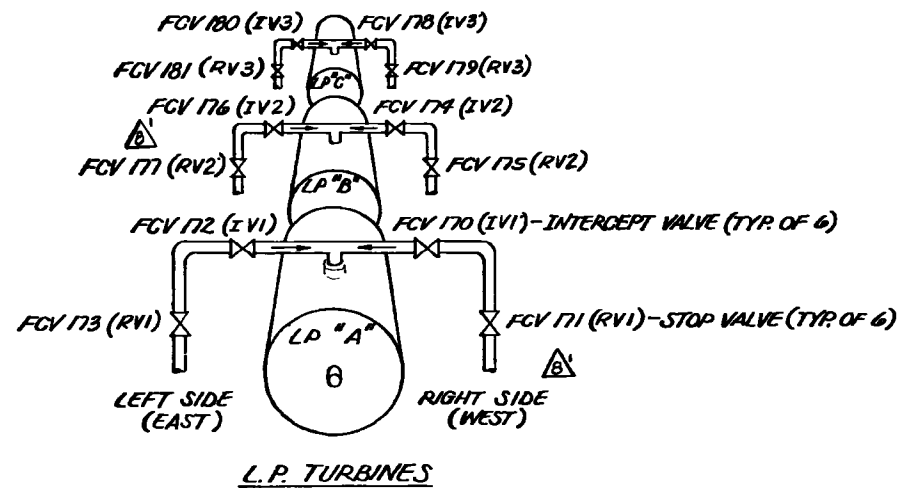 FCV 180 (IV3)
FCV 178 (IV3)
FCV 181 (RV3)
FCV 179 (RV3)
LP "C"
FCV 176 (IV2)
FCV 174 (IV2)
8'
FCV 177 (RV2)
FCV 175 (RV2)
LP "B"
FCV 172 (IV1)
FCV 170 (IV1)-INTERCEPT VALVE (TYP. OF 6)
FCV 173 (RV1)
FCV 171 (RV1)-STOP VALVE (TYP. OF 6)
LP "A"
6
8'
LEFT SIDE
(EAST)
RIGHT SIDE
(WEST)
L.P. TURBINES